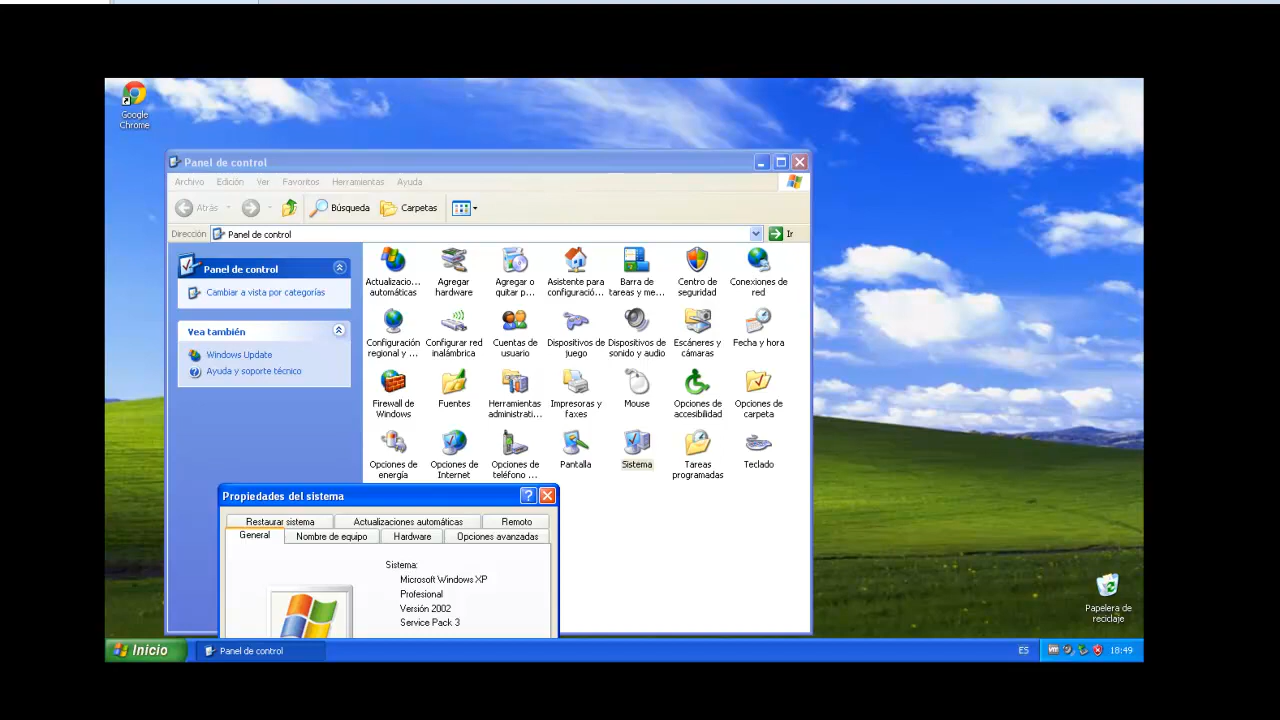 Google
Chrome
Panel de control
Archivo Edición Ver Favoritos Herramientas Ayuda
Atrás Búsqueda Carpetas
Dirección Panel de control Ir
Panel de control
Cambiar a vista por categorías
Vea también
Windows Update
Ayuda y soporte técnico
Actualizacio... Agregar Agregar o Asistente para Barra de Centro de Conexiones de
automáticas hardware quitar p... configuració... tareas y me... seguridad red
Configuración Configurar red Cuentas de Dispositivos de Dispositivos de Escáneres y Fecha y hora
regional y ... inalámbrica usuario juego sonido y audio cámaras
Firewall de Fuentes Herramientas Impresoras y Mouse Opciones de Opciones de
Windows administrati... faxes accesibilidad carpeta
Opciones de Opciones de Opciones de Pantalla Sistema Tareas Teclado
energía Internet teléfono ... programadas
Propiedades del sistema
Restaurar sistema Actualizaciones automáticas Remoto
General Nombre de equipo Hardware Opciones avanzadas
Sistema:
Microsoft Windows XP
Profesional
Versión 2002
Service Pack 3
Papelera de
reciclaje
Inicio Panel de control ES 18:49